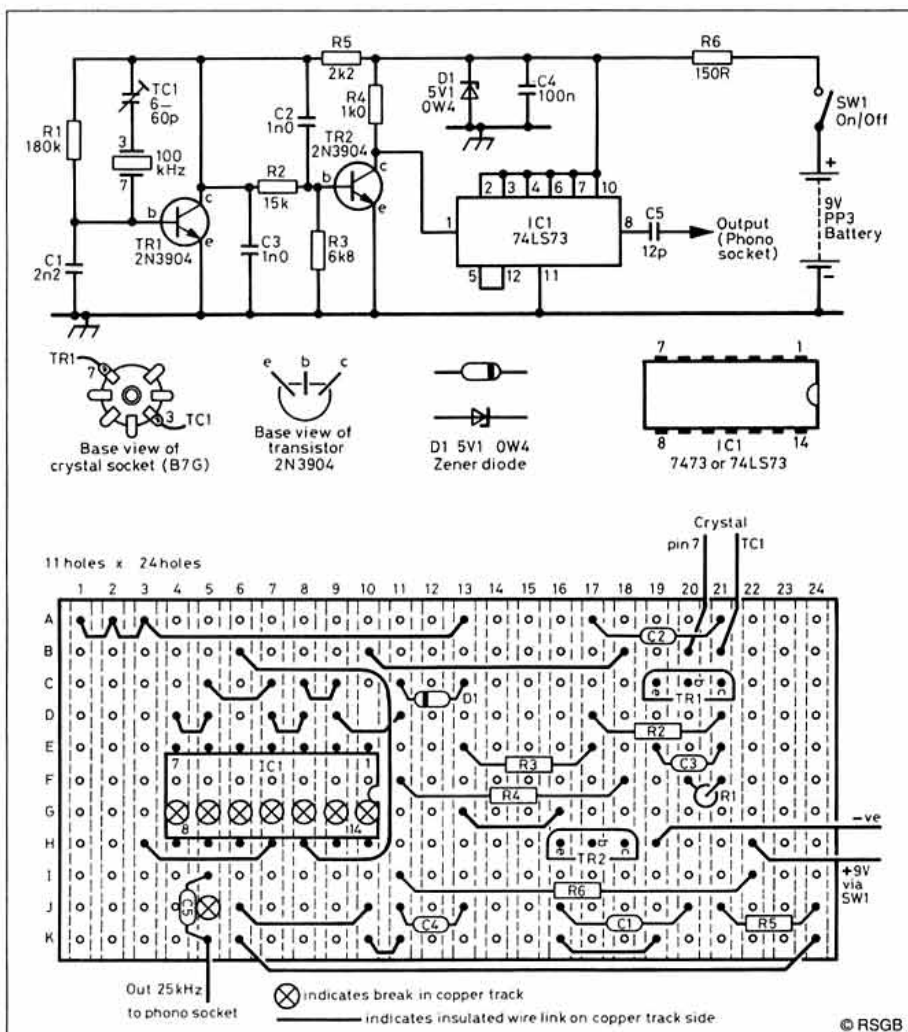 R5
2k2
R6
150R
TC1
6—
60p
R4
1k0
D1
5V1
0W4
C4
100n
SW1
On/Off
R1
180k
C2
1n0
TR2
2N3904
3
100
kHz
7
R2
15k
b
c
e
2 3 4 6 7 10
+
9V
PP3
Battery
−
b
c
e
TR1
2N3904
1
IC1
74LS73
8
C5
12p
Output
(Phono
socket)
C1
2n2
C3
1n0
R3
6k8
5 12 11
TR1
7
3
TC1
Base view of
crystal socket (B7G)
e b c
Base view of
transistor
2N3904
D1 5V1 0W4
Zener diode
7 1
8 14
IC1
7473 or 74LS73
Crystal
pin 7 TC1
11 holes x 24 holes
1 2 3 4 5 6 7 8 9 10 11 12 13 14 15 16 17 18 19 20 21 22 23 24
A
C2
B
C
D1
e b c
TR1
D
R2
E
7 IC1 1
R3
C3
F
R4
R1
G
8 14
−ve
H
e b c
TR2
I
R6
+9V
via
SW1
J
C5
C4
C1
R5
K
Out 25kHz
to phono socket
indicates break in copper track
indicates insulated wire link on copper track side
© RSGB